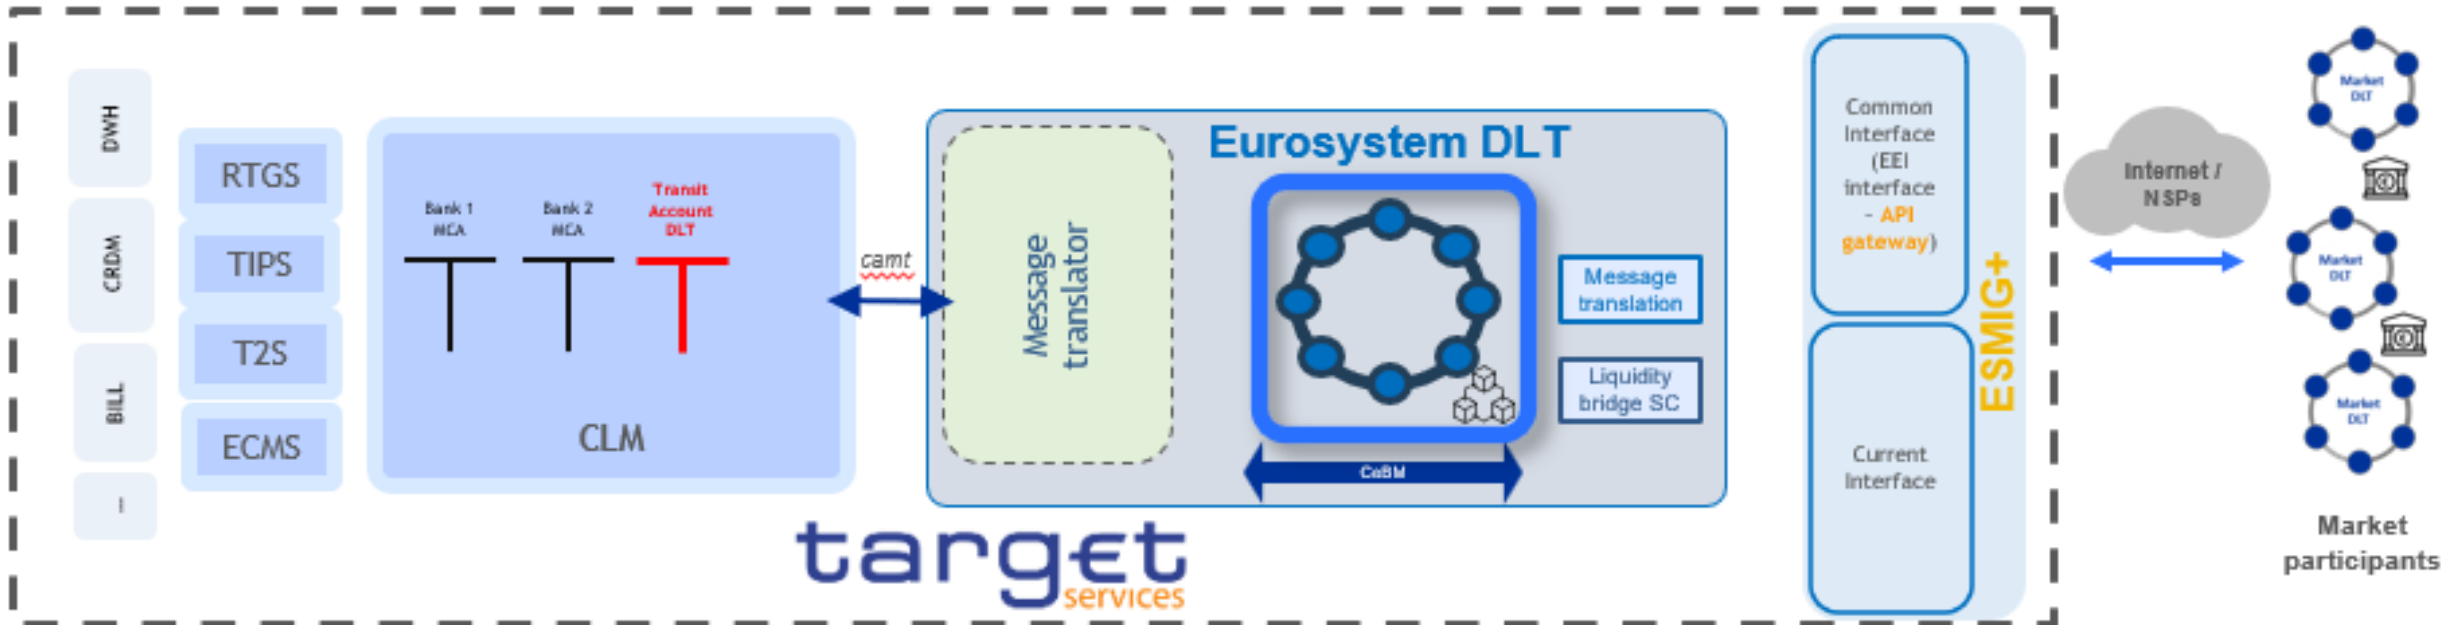 DWH
CRDM
BILL
...
RTGS
TIPS
T2S
ECMS
Bank 1
MCA
Bank 2
MCA
Transit
Account
DLT
CLM
camt
Eurosystem DLT
Message
translator
CeBM
Message
translation
Liquidity
bridge SC
target
services
Common
Interface
(EEI
interface
- API
gateway)
Current
Interface
ESMIG+
Internet /
NSPs
Market
DLT
Market
DLT
Market
DLT
Market
participants